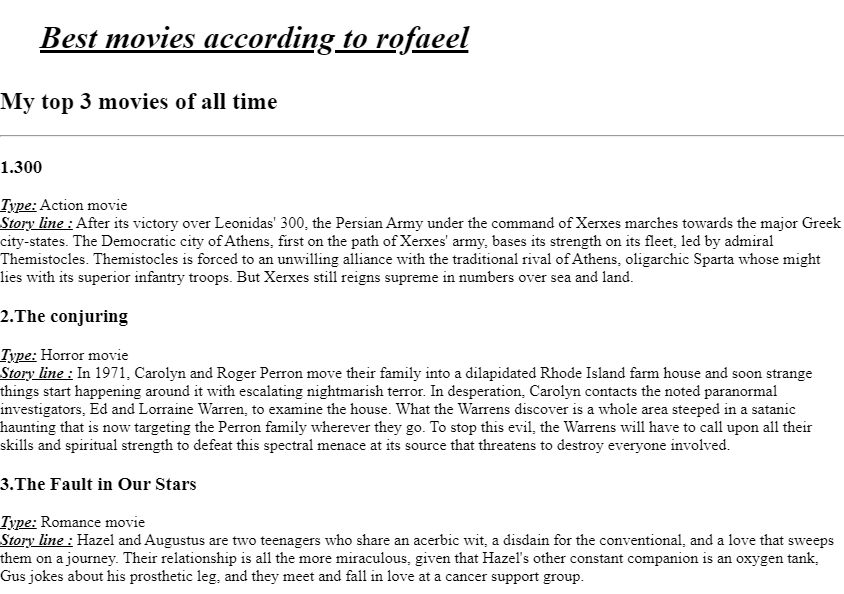 Best movies according to rofaeel
My top 3 movies of all time
1.300
Type: Action movie
Story line : After its victory over Leonidas' 300, the Persian Army under the command of Xerxes marches towards the major Greek
city-states. The Democratic city of Athens, first on the path of Xerxes' army, bases its strength on its fleet, led by admiral
Themistocles. Themistocles is forced to an unwilling alliance with the traditional rival of Athens, oligarchic Sparta whose might
lies with its superior infantry troops. But Xerxes still reigns supreme in numbers over sea and land.
2.The conjuring
Type: Horror movie
Story line : In 1971, Carolyn and Roger Perron move their family into a dilapidated Rhode Island farm house and soon strange
things start happening around it with escalating nightmarish terror. In desperation, Carolyn contacts the noted paranormal
investigators, Ed and Lorraine Warren, to examine the house. What the Warrens discover is a whole area steeped in a satanic
haunting that is now targeting the Perron family wherever they go. To stop this evil, the Warrens will have to call upon all their
skills and spiritual strength to defeat this spectral menace at its source that threatens to destroy everyone involved.
3.The Fault in Our Stars
Type: Romance movie
Story line : Hazel and Augustus are two teenagers who share an acerbic wit, a disdain for the conventional, and a love that sweeps
them on a journey. Their relationship is all the more miraculous, given that Hazel's other constant companion is an oxygen tank,
Gus jokes about his prosthetic leg, and they meet and fall in love at a cancer support group.